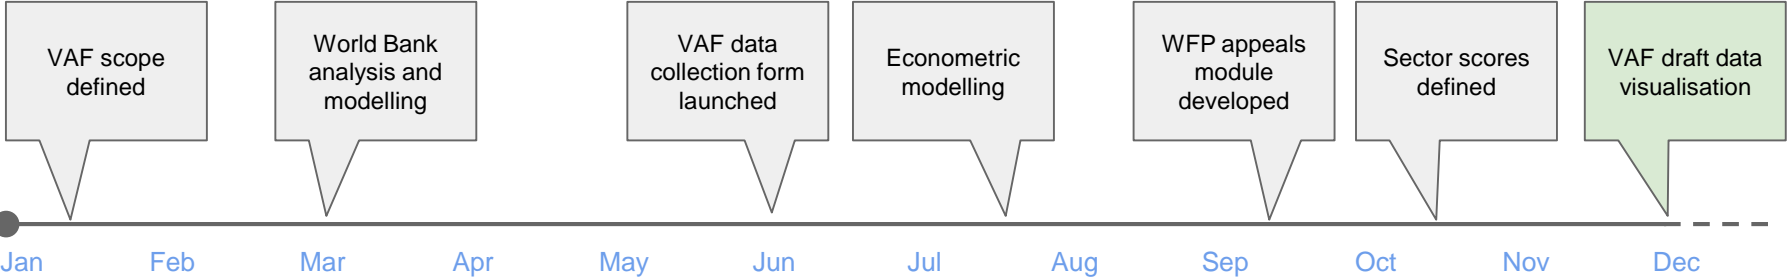 VAF scope
defined
World Bank
analysis and
modelling
VAF data
collection form
launched
Econometric
modelling
WFP appeals
module
developed
Sector scores
defined
VAF draft data
visualisation
Jan Feb Mar Apr May Jun Jul Aug Sep Oct Nov Dec